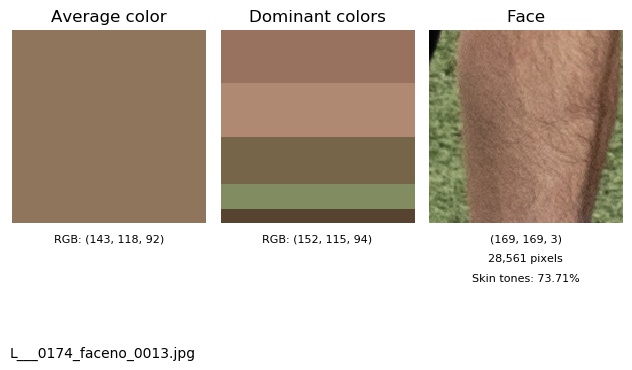 Average color
Dominant colors
Face
RGB: (143, 118, 92)
RGB: (152, 115, 94)
(169, 169, 3)
28,561 pixels
Skin tones: 73.71%
L___0174_faceno_0013.jpg